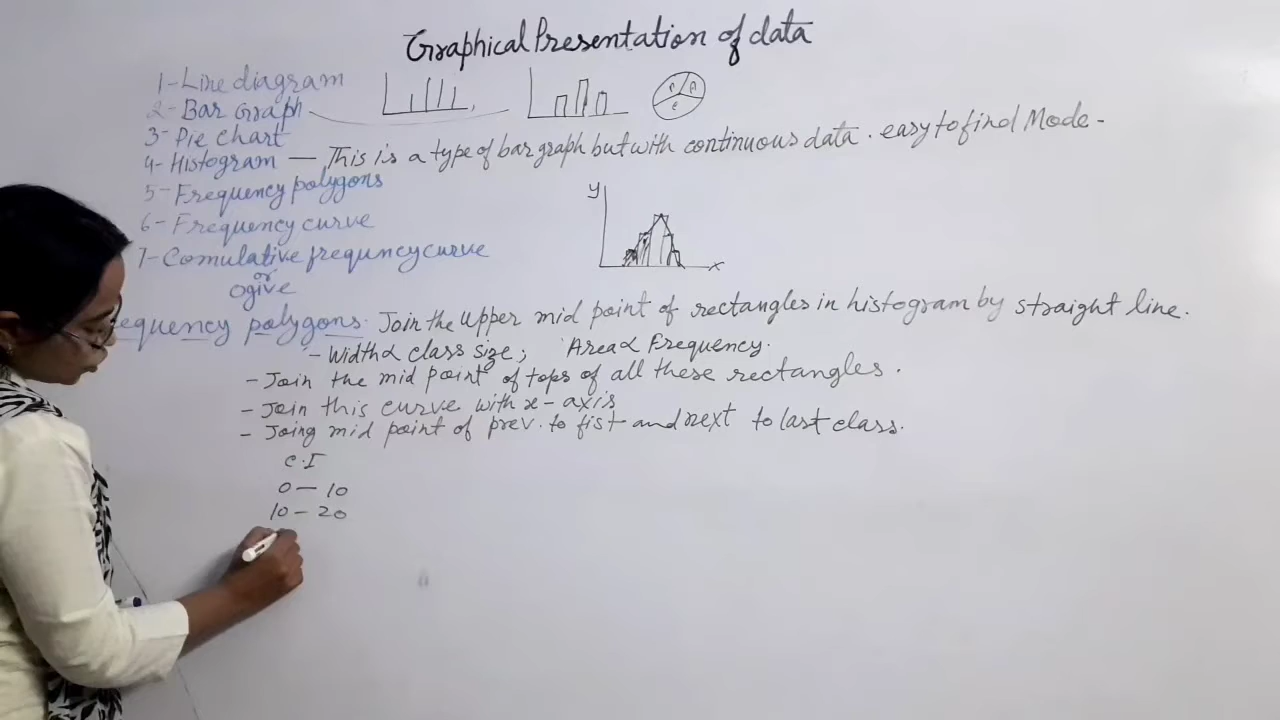 Graphical Presentation of data
1- Line diagram
2- Bar Graph
3- Pie Chart
4- Histogram — This is a type of bar graph but with continuous data. easy to find Mode-
5- Frequency polygons
6- Frequency curve
7- Comulative frequncy curve
or
ogive
y
x
equency polygons. Join the upper mid point of rectangles in histogram by straight line.
- Width ∝ class size; Area ∝ Frequency.
- Join the mid point of tops of all these rectangles.
- Join this curve with x-axis
- Joing mid point of prev. to fist and next to last class.
C.I
0 — 10
10 — 20